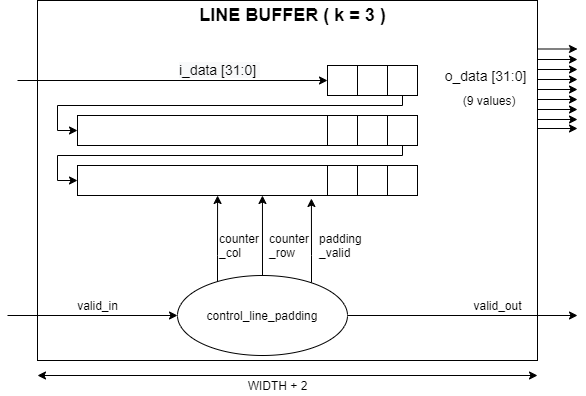 LINE BUFFER ( k = 3 )
i_data [31:0]
o_data [31:0]
(9 values)
counter
_col
counter
_row
padding
_valid
valid_in
control_line_padding
valid_out
WIDTH + 2